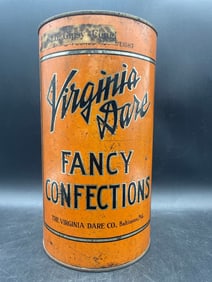 Virginia
Dare
FANCY
CONFECTIONS
THE VIRGINIA DARE CO., Baltimore, Md.